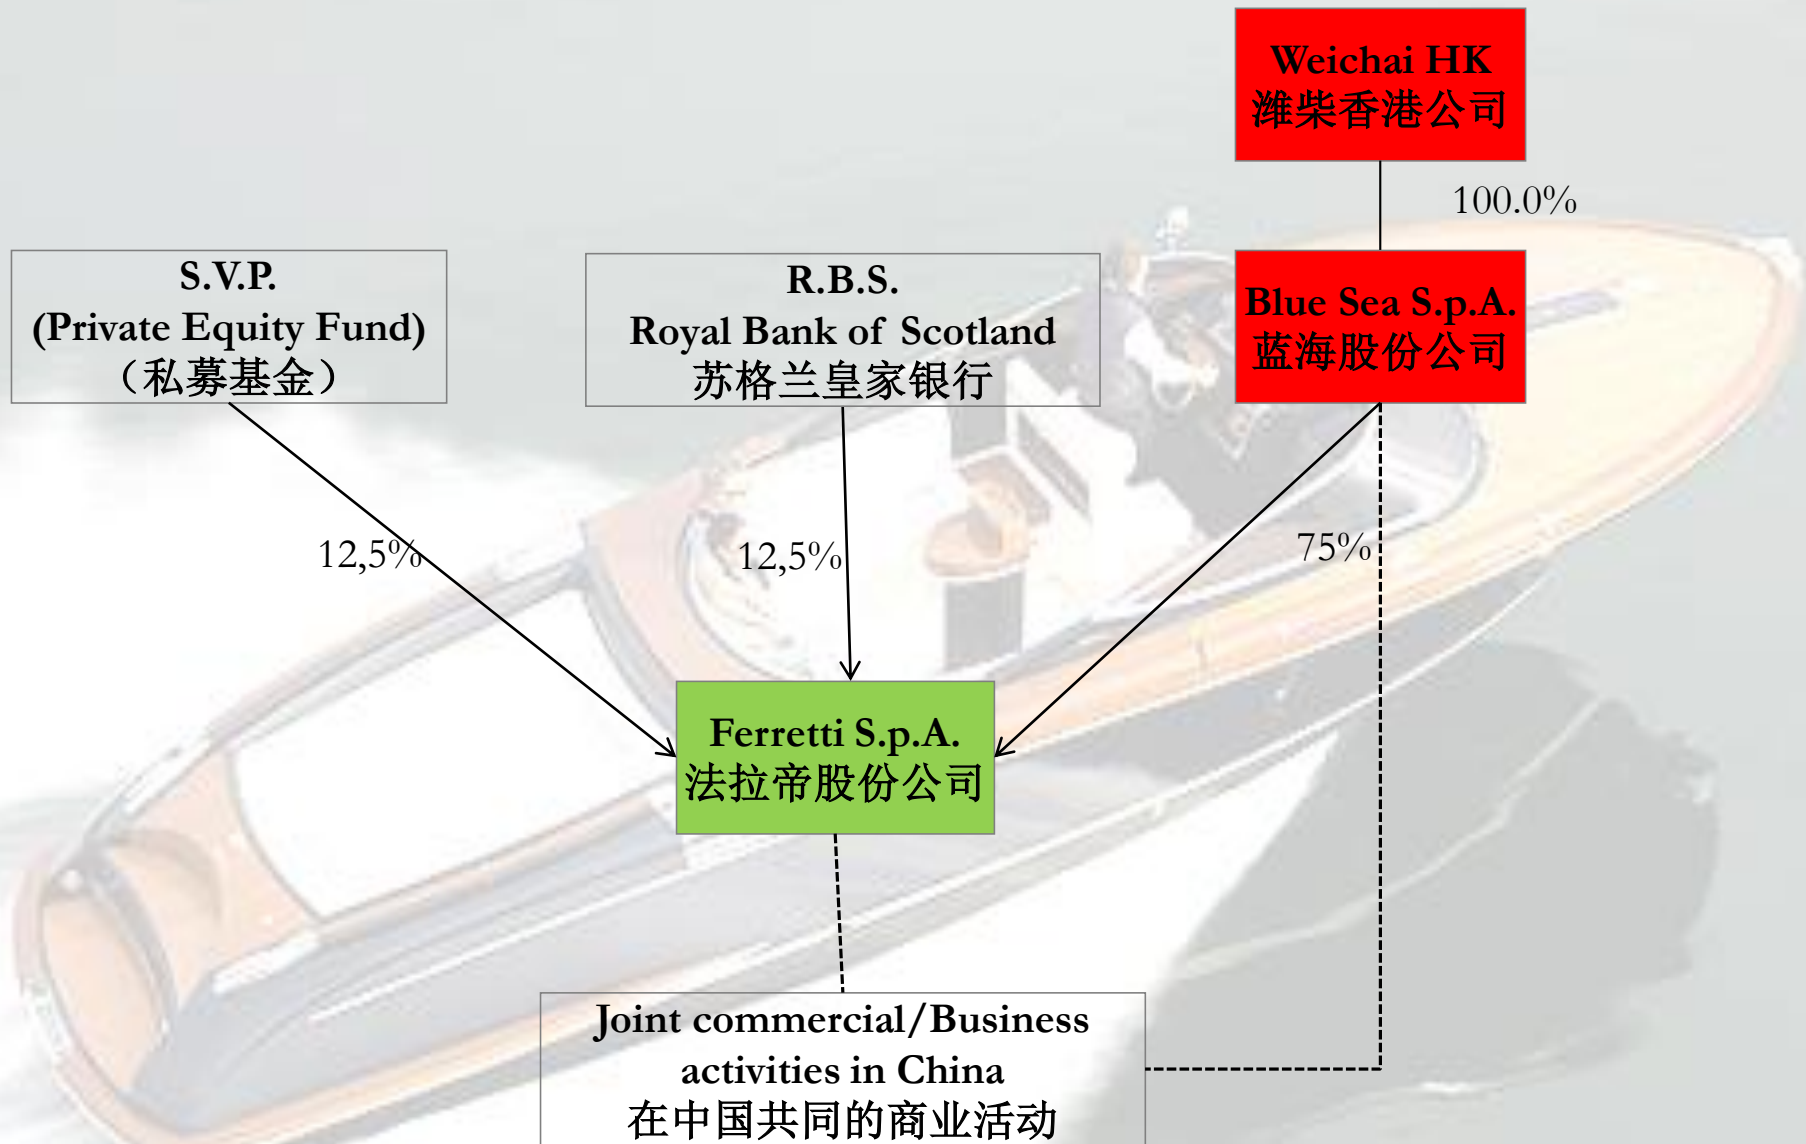 Weichai HK
潍柴香港公司
100.0%
S.V.P.
(Private Equity Fund)
（私募基金）
R.B.S.
Royal Bank of Scotland
苏格兰皇家银行
Blue Sea S.p.A.
蓝海股份公司
12,5%
12,5%
75%
Ferretti S.p.A.
法拉帝股份公司
Joint commercial/Business
activities in China
在中国共同的商业活动